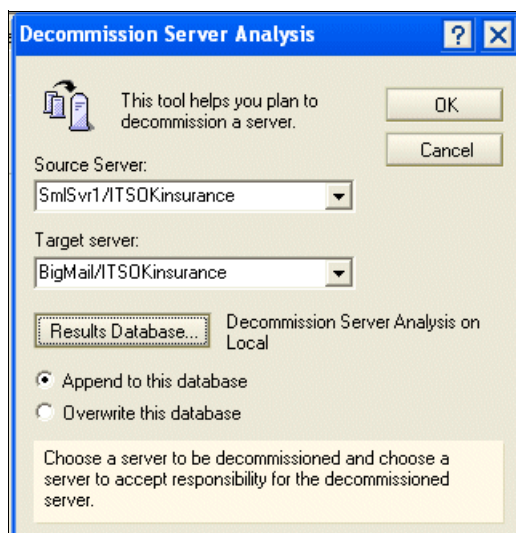 Decommission Server Analysis
?
This tool helps you plan to
decommission a server.
OK
Cancel
Source Server:
SmlSvr1/ITSOKinsurance
Target server:
BigMail/ITSOKinsurance
Results Database...
Decommission Server Analysis on
Local
Append to this database
Overwrite this database
Choose a server to be decommissioned and choose a
server to accept responsibility for the decommissioned
server.